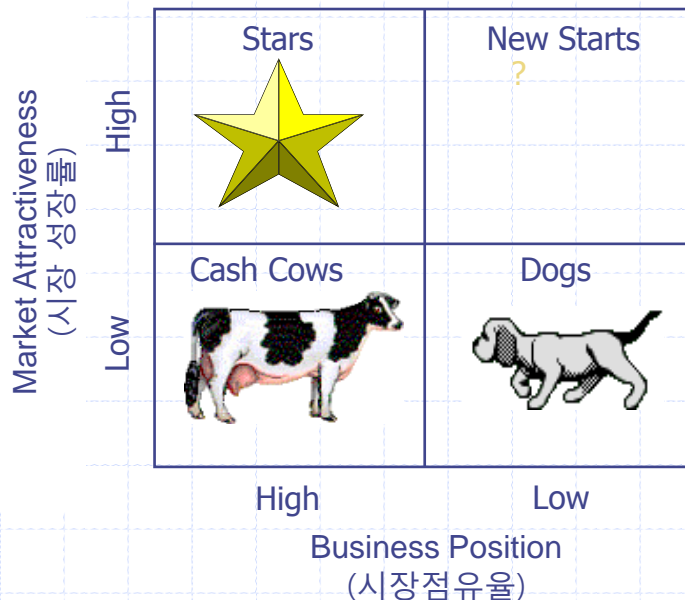 Stars
New Starts
?
Market Attractiveness
(시장 성장률)
High
Cash Cows
Dogs
Low
High
Low
Business Position
(시장점유율)